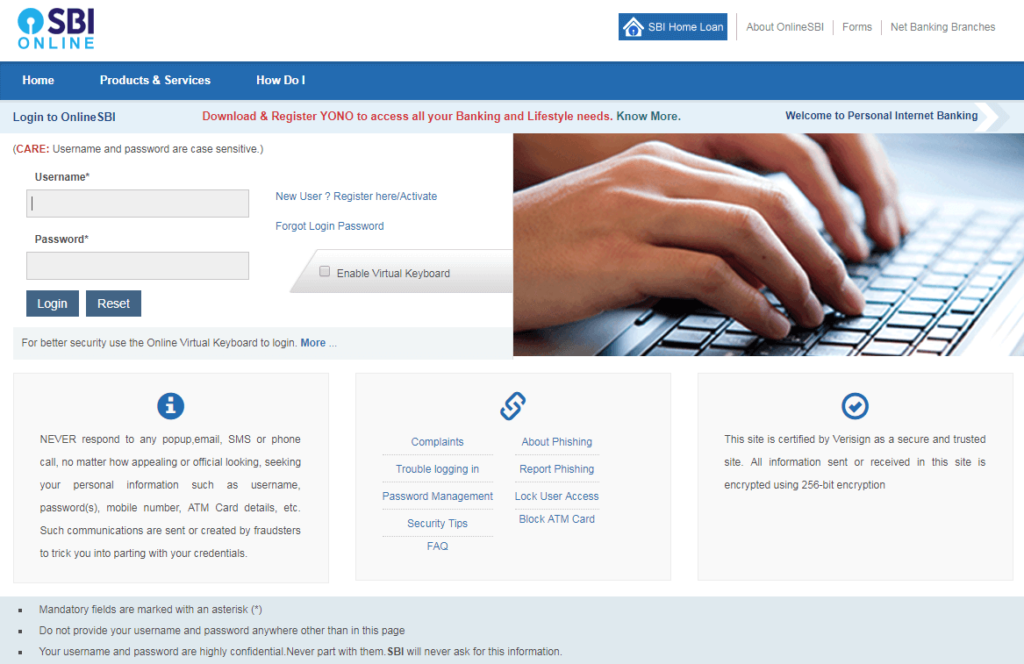 SBI
ONLINE
SBI Home Loan
About OnlineSBI
Forms
Net Banking Branches
Home
Products & Services
How Do I
Login to OnlineSBI
Download & Register YONO to access all your Banking and Lifestyle needs. Know More.
Welcome to Personal Internet Banking
(CARE: Username and password are case sensitive.)
Username*
New User ? Register here/Activate
Forgot Login Password
Password*
Enable Virtual Keyboard
Login
Reset
For better security use the Online Virtual Keyboard to login. More ...
NEVER respond to any popup,email, SMS or phone
call, no matter how appealing or official looking, seeking
your personal information such as username,
password(s), mobile number, ATM Card details, etc.
Such communications are sent or created by fraudsters
to trick you into parting with your credentials.
Complaints
About Phishing
Trouble logging in
Report Phishing
Password Management
Lock User Access
Security Tips
Block ATM Card
FAQ
This site is certified by Verisign as a secure and trusted
site. All information sent or received in this site is
encrypted using 256-bit encryption
Mandatory fields are marked with an asterisk (*)
Do not provide your username and password anywhere other than in this page
Your username and password are highly confidential.Never part with them.SBI will never ask for this information.